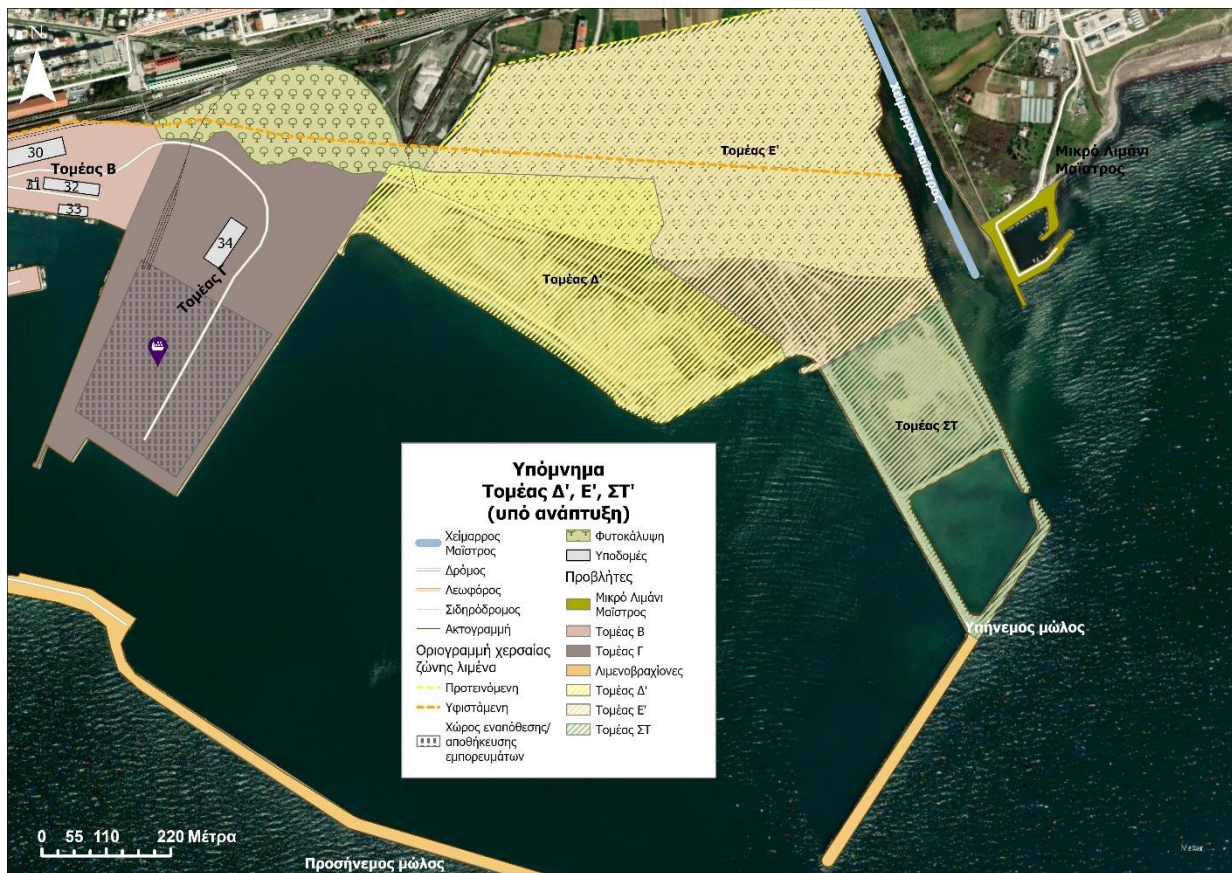 N
30
Τομέας Β
31
32
33
34
Τομέας Γ
Τομέας Ε'
Χείμαρρος Μαΐστρος
Μικρό Λιμάνι
Μαΐστρος
Τομέας Δ'
Τομέας ΣΤ
Υπήνεμος μώλος
Υπόμνημα
Τομέας Δ', Ε', ΣΤ'
(υπό ανάπτυξη)
Χείμαρρος
Μαΐστρος
Δρόμος
Λεωφόρος
Σιδηρόδρομος
Ακτογραμμή
Οριογραμμή χερσαίας
ζώνης λιμένα
Προτεινόμενη
Υφιστάμενη
Χώρος εναπόθεσης/
αποθήκευσης
εμπορευμάτων
Φυτοκάλυψη
Υποδομές
Προβλήτες
Μικρό Λιμάνι
Μαΐστρος
Τομέας Β
Τομέας Γ
Λιμενοβραχίονες
Τομέας Δ'
Τομέας Ε'
Τομέας ΣΤ
0 55 110 220 Μέτρα
Προσήνεμος μώλος
Maxar